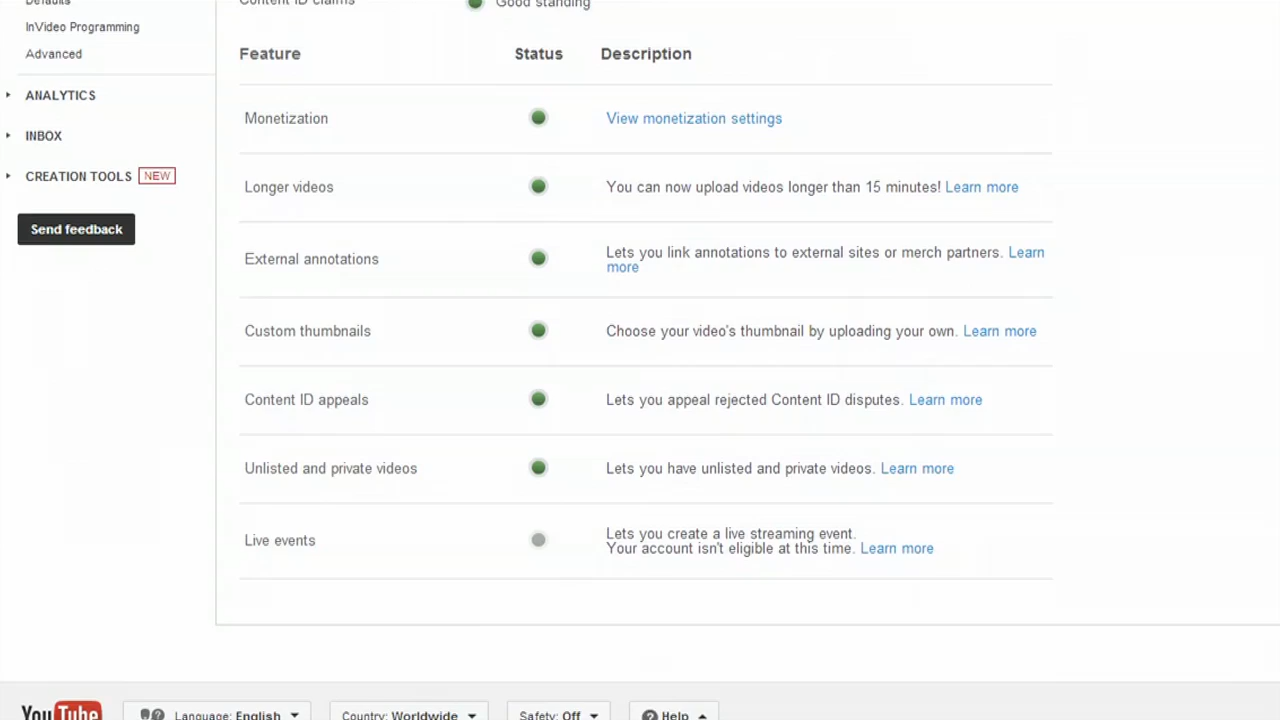 Defaults
Content ID claims
Good standing
InVideo Programming
Advanced
Feature Status Description
ANALYTICS
Monetization
View monetization settings
INBOX
CREATION TOOLS NEW
Longer videos
You can now upload videos longer than 15 minutes! Learn more
Send feedback
External annotations
Lets you link annotations to external sites or merch partners. Learn
more
Custom thumbnails
Choose your video's thumbnail by uploading your own. Learn more
Content ID appeals
Lets you appeal rejected Content ID disputes. Learn more
Unlisted and private videos
Lets you have unlisted and private videos. Learn more
Live events
Lets you create a live streaming event.
Your account isn't eligible at this time. Learn more
YouTube
Language: English
Country: Worldwide
Safety: Off
Help